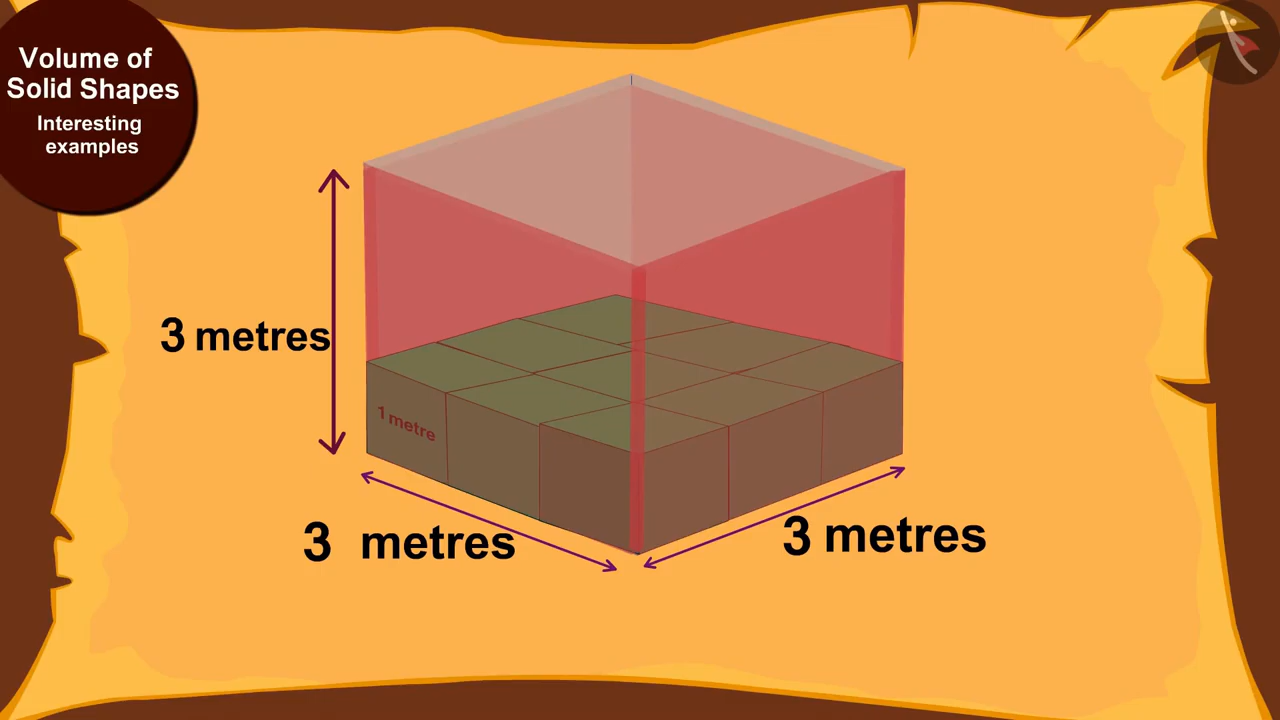 Volume of
Solid Shapes
Interesting
examples
3 metres
1 metre
3 metres
3 metres